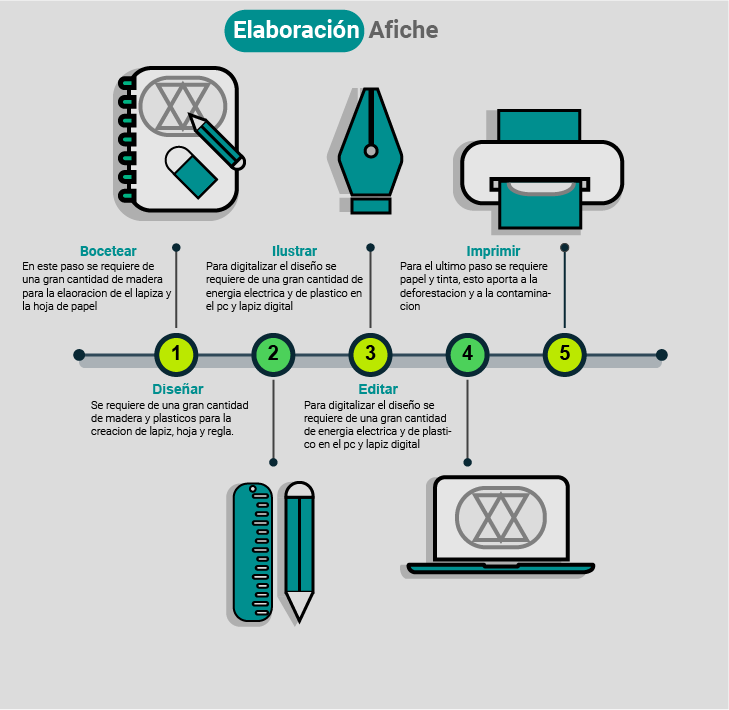 Elaboración Afiche
Bocetear
En este paso se requiere de
una gran cantidad de madera
para la elaoracion de el lapiza y
la hoja de papel
Ilustrar
Para digitalizar el diseño se
requiere de una gran cantidad de
energia electrica y de plastico en
el pc y lapiz digital
Imprimir
Para el ultimo paso se requiere
papel y tinta, esto aporta a la
deforestacion y a la contamina-
cion
1
2
3
4
5
Diseñar
Se requiere de una gran cantidad
de madera y plasticos para la
creacion de lapiz, hoja y regla.
Editar
Para digitalizar el diseño se
requiere de una gran cantidad
de energia electrica y de plasti-
co en el pc y lapiz digital